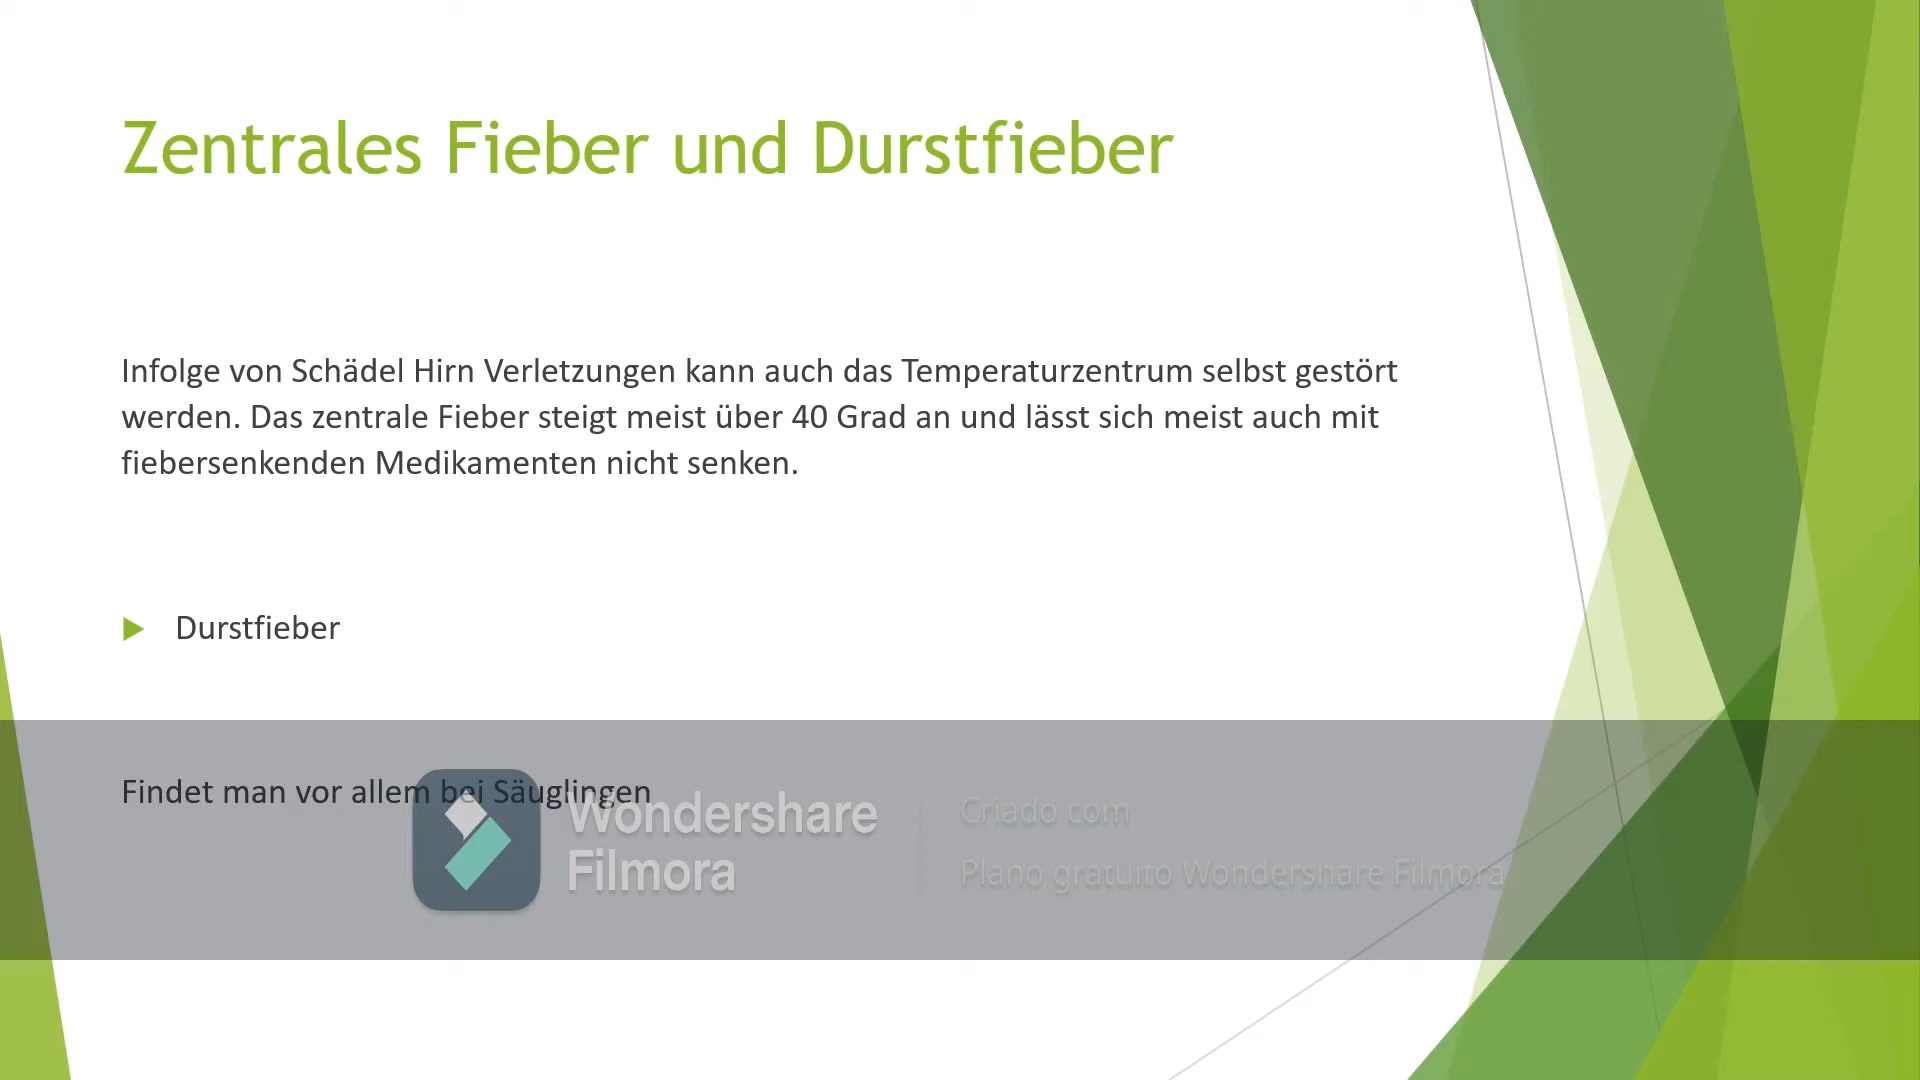 Zentrales Fieber und Durstfieber
Infolge von Schädel Hirn Verletzungen kann auch das Temperaturzentrum selbst gestört
werden. Das zentrale Fieber steigt meist über 40 Grad an und lässt sich meist auch mit
fiebersenkenden Medikamenten nicht senken.
Durstfieber
Findet man vor allem bei Säuglingen
Wondershare
Filmora
Criado com
Plano gratuito Wondershare Filmora